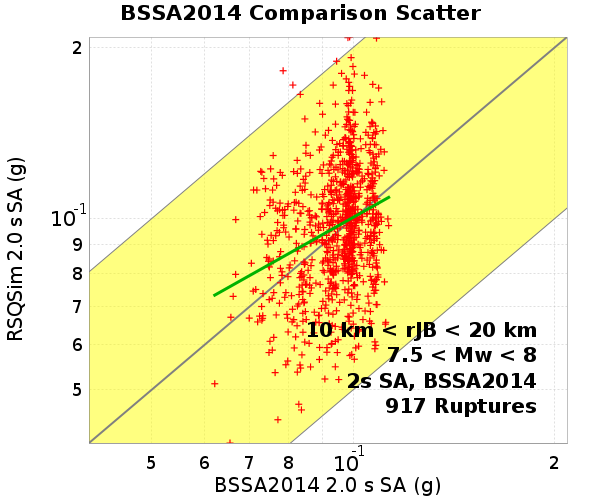 BSSA2014 Comparison Scatter
RSQSim 2.0 s SA (g)
2
10⁻¹
9
8
7
6
5
10 km < rJB < 20 km
7.5 < Mw < 8
2s SA, BSSA2014
917 Ruptures
5 6 7 8 10⁻¹ 2
BSSA2014 2.0 s SA (g)